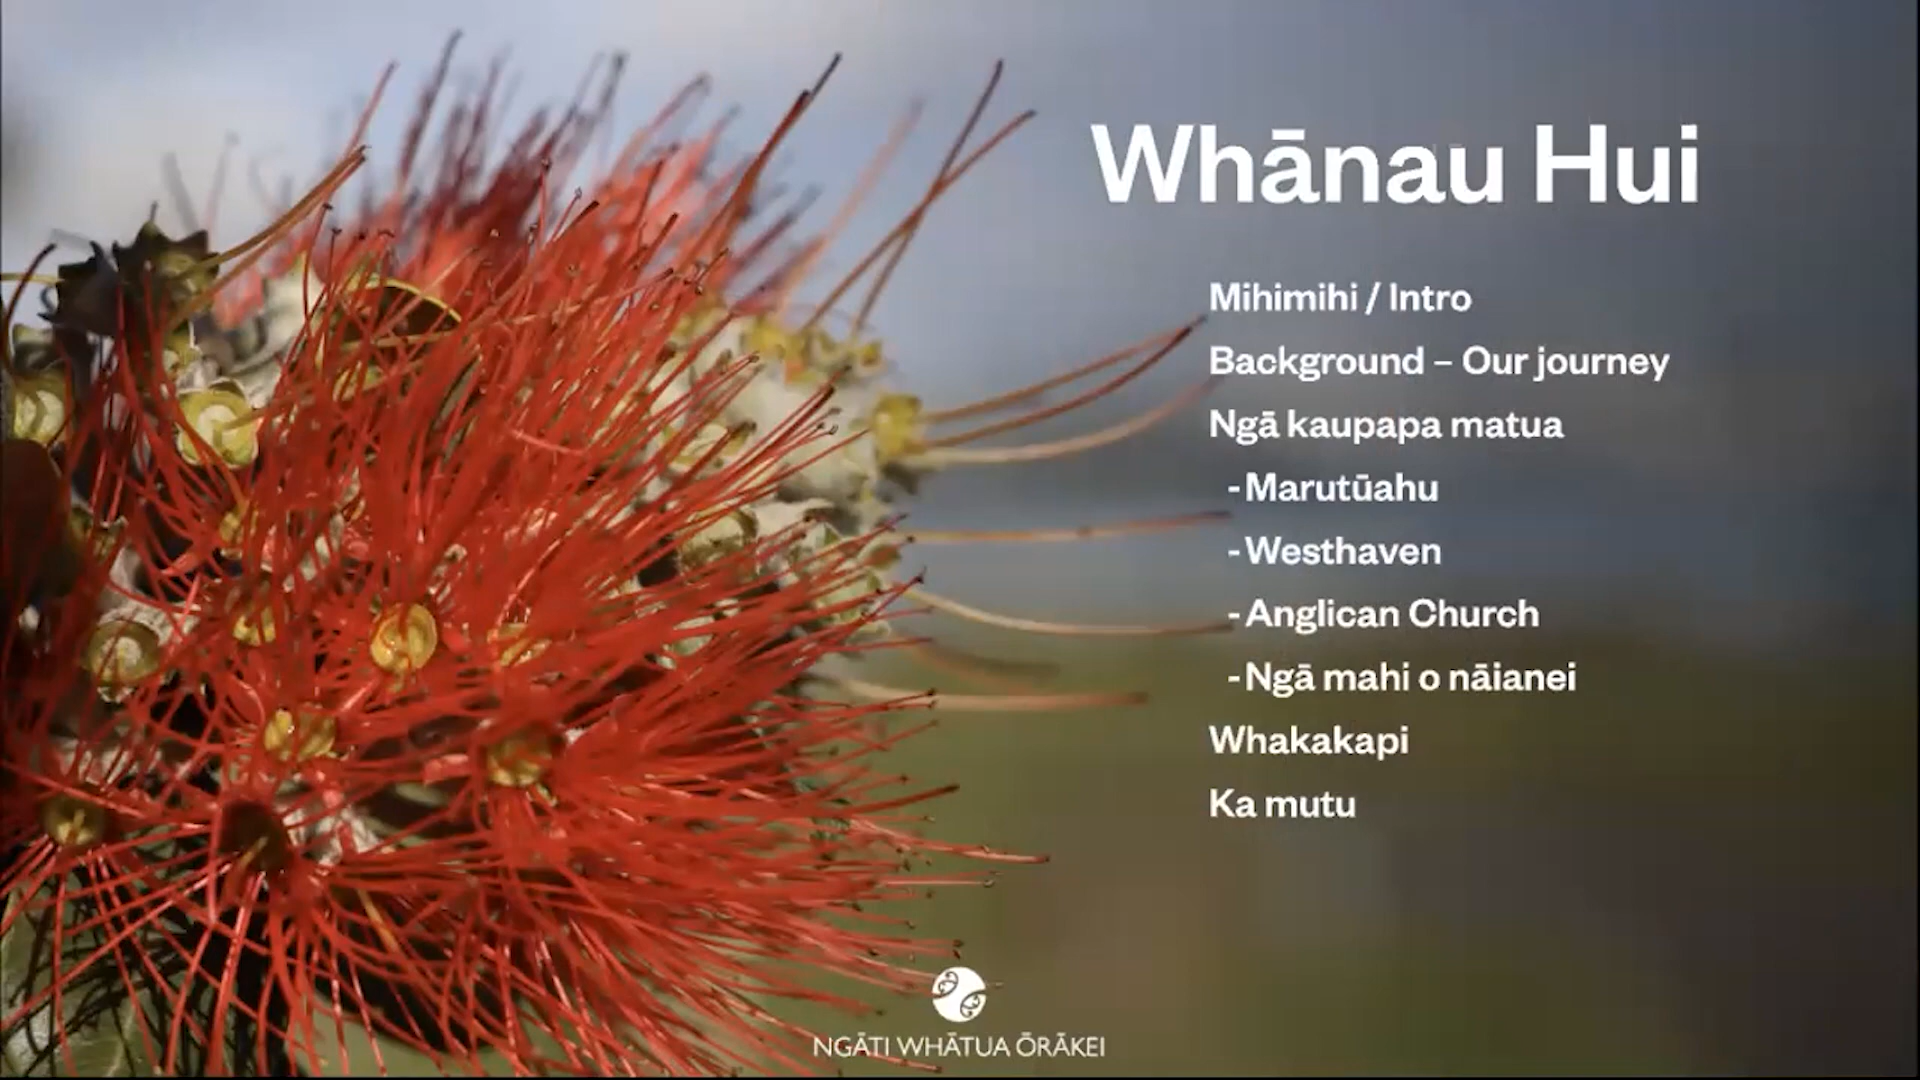 Whānau Hui
Mihimihi / Intro
Background – Our journey
Ngā kaupapa matua
- Marutūahu
- Westhaven
- Anglican Church
- Ngā mahi o nāianei
Whakakapi
Ka mutu
NGĀTI WHĀTUA ŌRĀKEI